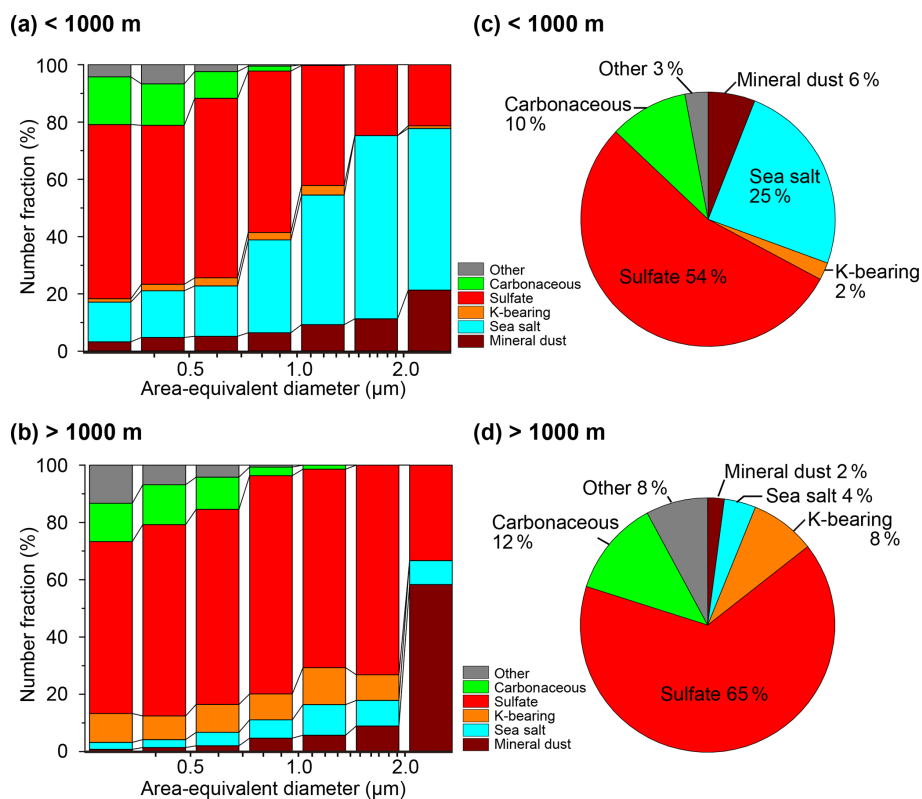 (a) < 1000 m
100
80
60
40
20
0
Number fraction (%)
0.5
1.0
2.0
Area-equivalent diameter (µm)
Other
Carbonaceous
Sulfate
K-bearing
Sea salt
Mineral dust
(c) < 1000 m
Other 3 %
Mineral dust 6 %
Carbonaceous
10 %
Sea salt
25 %
K-bearing
2 %
Sulfate 54 %
(b) > 1000 m
100
80
60
40
20
0
Number fraction (%)
0.5
1.0
2.0
Area-equivalent diameter (µm)
Other
Carbonaceous
Sulfate
K-bearing
Sea salt
Mineral dust
(d) > 1000 m
Mineral dust 2 %
Other 8 %
Sea salt 4 %
Carbonaceous
12 %
K-bearing
8 %
Sulfate 65 %